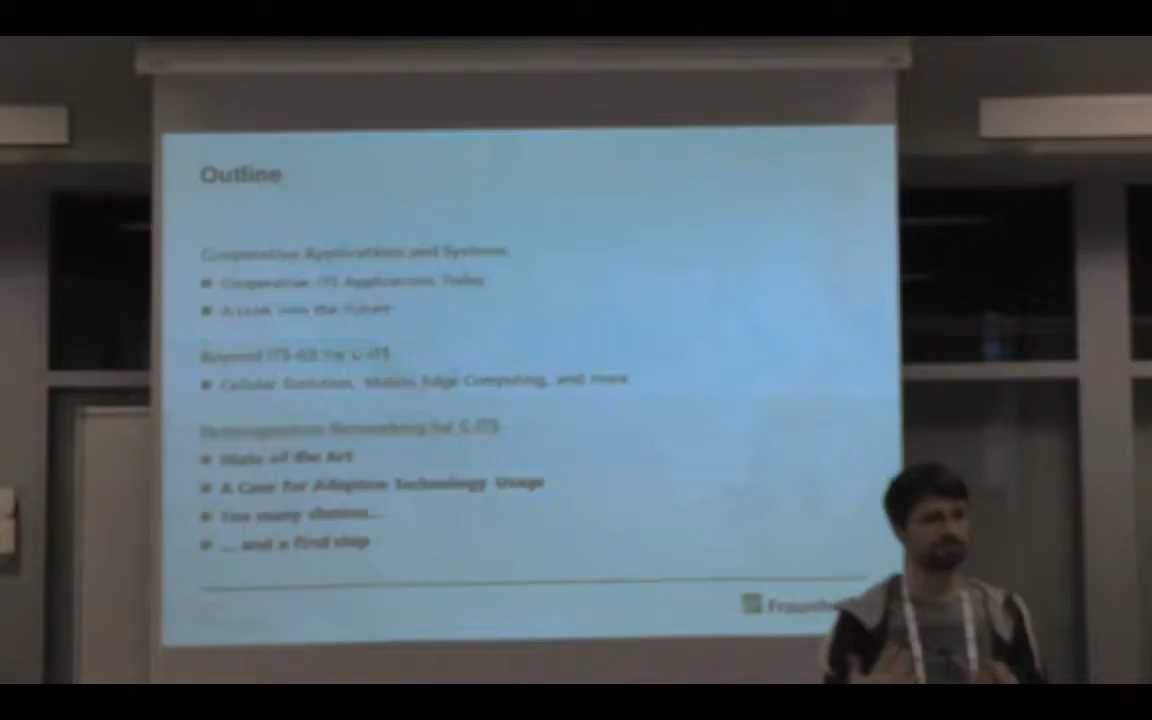 Outline
Cooperative Applications and Systems
Cooperative ITS Applications Today
A Look into the Future
Beyond ITS-G5 for C-ITS
Cellular Evolution, Mobile Edge Computing, and more
Heterogeneous Networking for C-ITS
State of the Art
A Case for Adaptive Technology Usage
Too many choices...
... and a first step